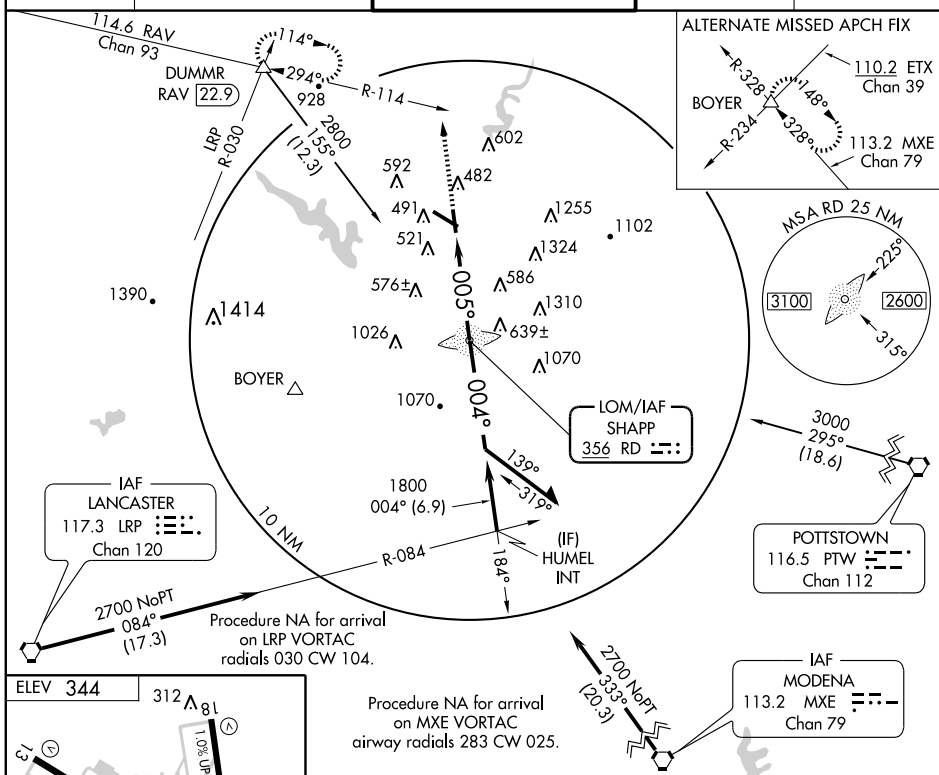 114.6 RAV
Chan 93
DUMMR
RAV 22.9
114°
294°
928
R-114
LRP
R-030
2800
155°
(12.3)
602
592
482
491
521
1255
1324
1102
576±
586
1310
1390
1414
1026
639±
1070
BOYER
1070
005°
004°
LOM/IAF
SHAPP
356 RD
139°
319°
1800
004° (6.9)
(IF)
HUMEL
INT
184°
R-084
10 NM
IAF
LANCASTER
117.3 LRP
Chan 120
2700 NoPT
084°
(17.3)
Procedure NA for arrival
on LRP VORTAC
radials 030 CW 104.
ALTERNATE MISSED APCH FIX
R-328
R-234
BOYER
148°
328°
110.2 ETX
Chan 39
113.2 MXE
Chan 79
MSA RD 25 NM
225°
3100
2600
315°
3000
295°
(18.6)
POTTSTOWN
116.5 PTW
Chan 112
2700 NoPT
333°
(20.3)
IAF
MODENA
113.2 MXE
Chan 79
Procedure NA for arrival
on MXE VORTAC
airway radials 283 CW 025.
ELEV 344
312
18
V
1.0% UP
13
V